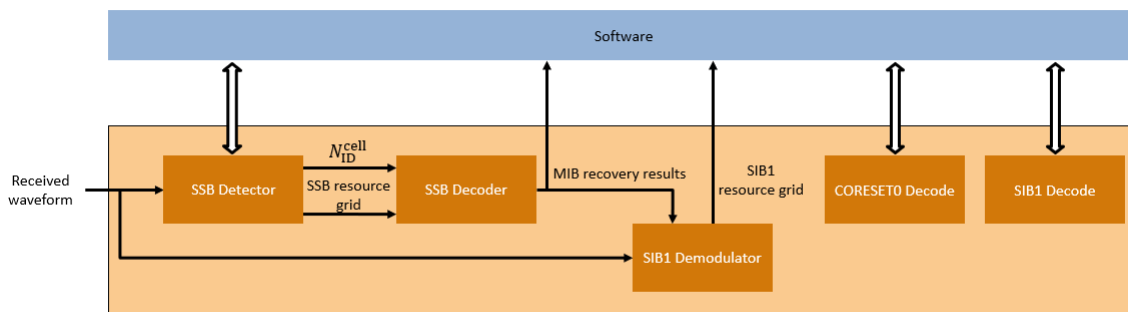 Software
N_ID^cell
SSB Detector
SSB resource
grid
SSB Decoder
MIB recovery results
SIB1
resource grid
CORESET0 Decode
SIB1 Decode
Received
waveform
SIB1 Demodulator